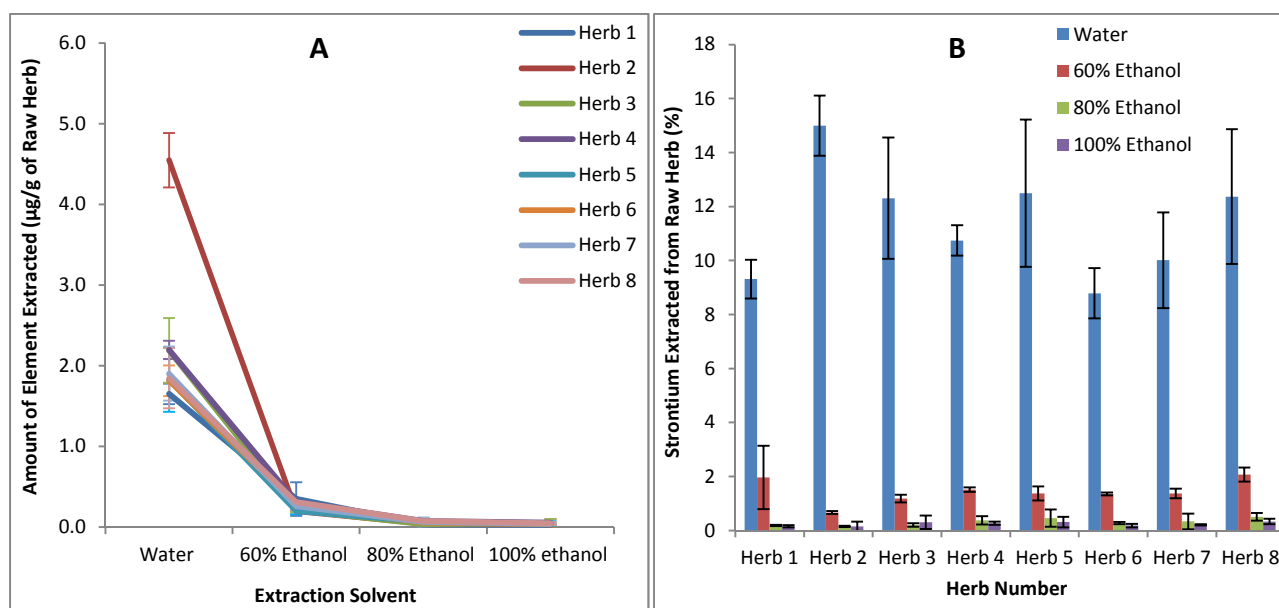 A
Amount of Element Extracted (µg/g of Raw Herb)
6.0
5.0
4.0
3.0
2.0
1.0
0.0
Water
60% Ethanol
80% Ethanol
100% ethanol
Extraction Solvent
Herb 1
Herb 2
Herb 3
Herb 4
Herb 5
Herb 6
Herb 7
Herb 8
B
Strontium Extracted from Raw Herb (%)
18
16
14
12
10
8
6
4
2
0
Herb 1
Herb 2
Herb 3
Herb 4
Herb 5
Herb 6
Herb 7
Herb 8
Herb Number
Water
60% Ethanol
80% Ethanol
100% Ethanol